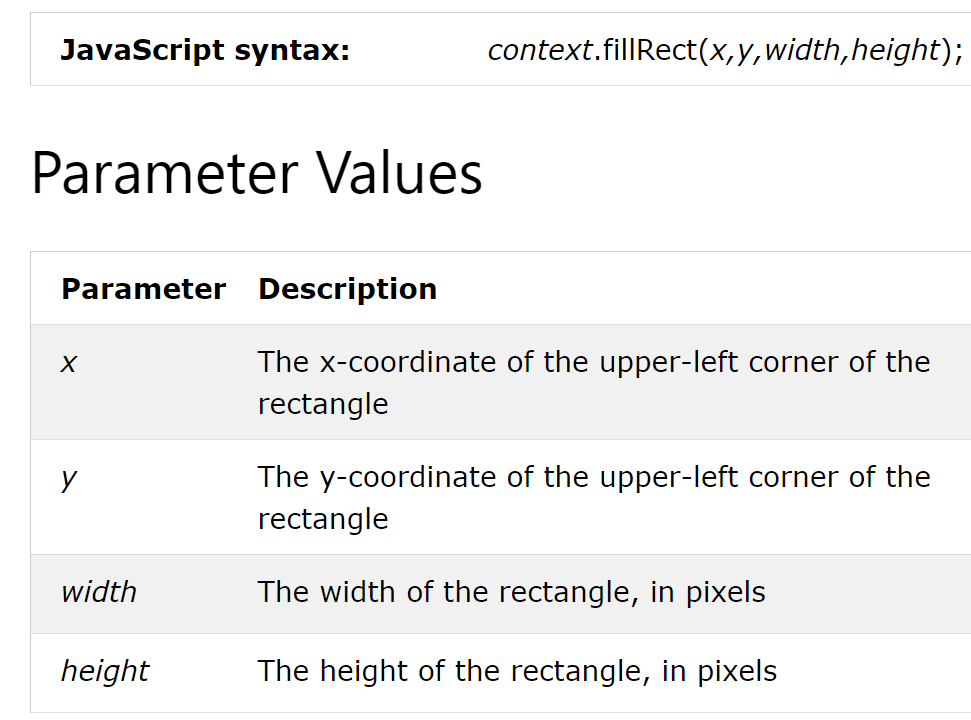 JavaScript syntax: context.fillRect(x,y,width,height);
Parameter Values
Parameter Description
x The x-coordinate of the upper-left corner of the
rectangle
y The y-coordinate of the upper-left corner of the
rectangle
width The width of the rectangle, in pixels
height The height of the rectangle, in pixels